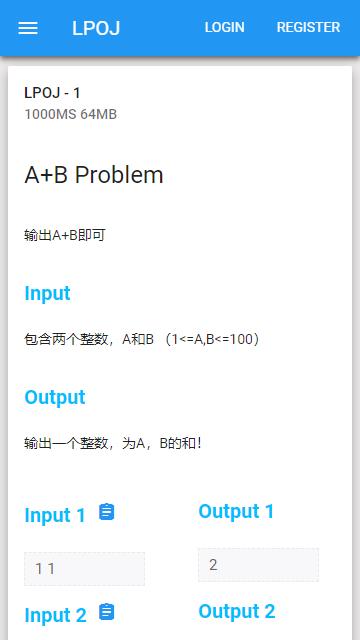 LPOJ LOGIN REGISTER
LPOJ - 1
1000MS 64MB
A+B Problem
输出A+B即可
Input
包含两个整数，A和B （1<=A,B<=100）
Output
输出一个整数，为A，B的和！
Input 1 Output 1
1 1 2
Input 2 Output 2